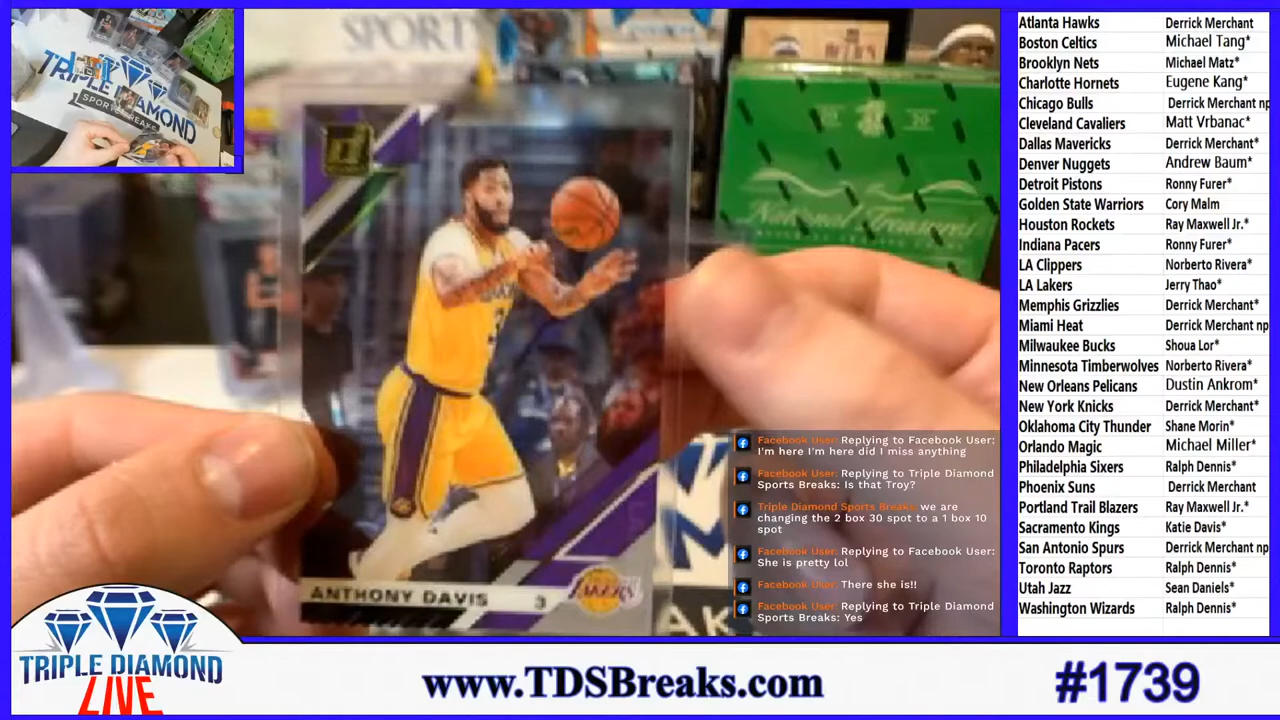 SPORT
TRIPLE DIAMOND
SPORTS BREAKS
National Treasures
ANTHONY DAVIS 3
LAKERS
Facebook User: Replying to Facebook User:
I'm here I'm here did I miss anything
Facebook User: Replying to Triple Diamond
Sports Breaks: Is that Troy?
Triple Diamond Sports Breaks: we are
changing the 2 box 30 spot to a 1 box 10
spot
Facebook User: Replying to Facebook User:
She is pretty lol
Facebook User: There she is!!
Facebook User: Replying to Triple Diamond
Sports Breaks: Yes
Atlanta Hawks Derrick Merchant
Boston Celtics Michael Tang*
Brooklyn Nets Michael Matz*
Charlotte Hornets Eugene Kang*
Chicago Bulls Derrick Merchant np
Cleveland Cavaliers Matt Vrbanac*
Dallas Mavericks Derrick Merchant*
Denver Nuggets Andrew Baum*
Detroit Pistons Ronny Furer*
Golden State Warriors Cory Malm
Houston Rockets Ray Maxwell Jr.*
Indiana Pacers Ronny Furer*
LA Clippers Norberto Rivera*
LA Lakers Jerry Thao*
Memphis Grizzlies Derrick Merchant*
Miami Heat Derrick Merchant np
Milwaukee Bucks Shoua Lor*
Minnesota Timberwolves Norberto Rivera*
New Orleans Pelicans Dustin Ankrom*
New York Knicks Derrick Merchant*
Oklahoma City Thunder Shane Morin*
Orlando Magic Michael Miller*
Philadelphia Sixers Ralph Dennis*
Phoenix Suns Derrick Merchant
Portland Trail Blazers Ray Maxwell Jr.*
Sacramento Kings Katie Davis*
San Antonio Spurs Derrick Merchant np
Toronto Raptors Ralph Dennis*
Utah Jazz Sean Daniels*
Washington Wizards Ralph Dennis*
TRIPLE DIAMOND
LIVE
www.TDSBreaks.com
#1739